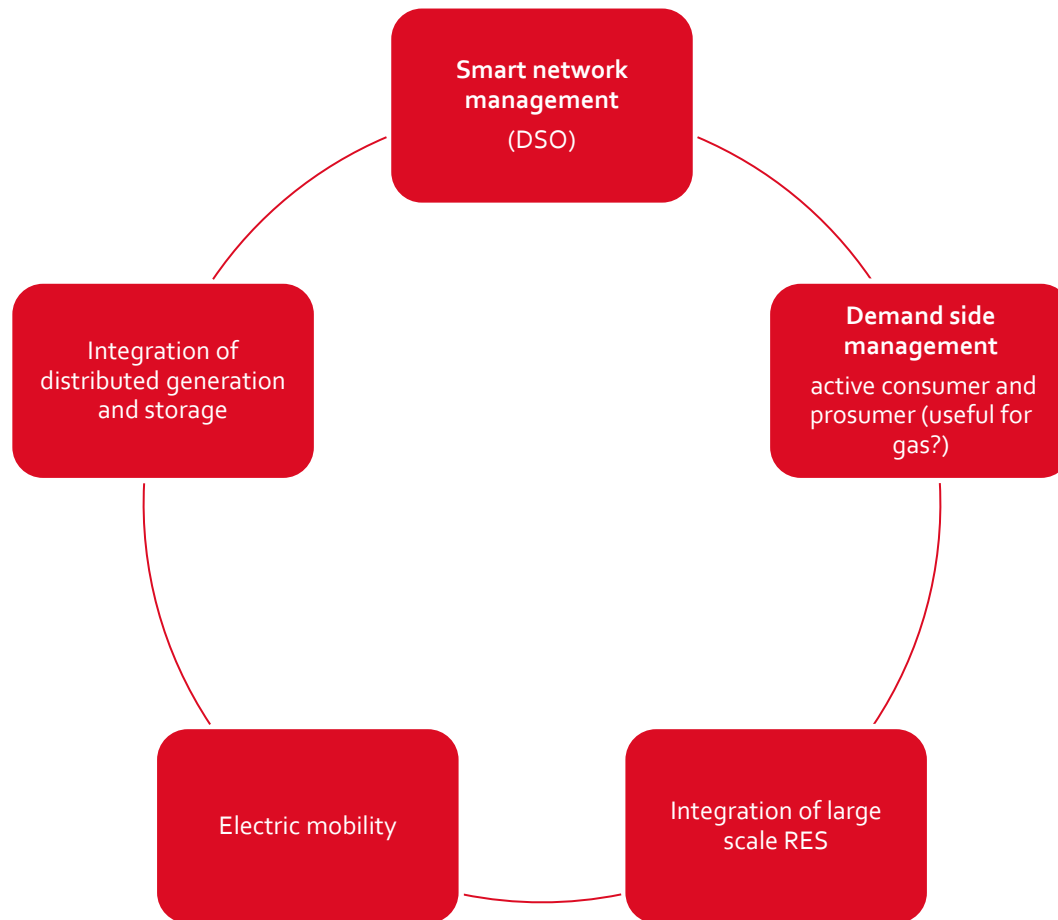 Smart network
management
(DSO)
Demand side
management
active consumer and
prosumer (useful for
gas?)
Integration of large
scale RES
Electric mobility
Integration of
distributed generation
and storage